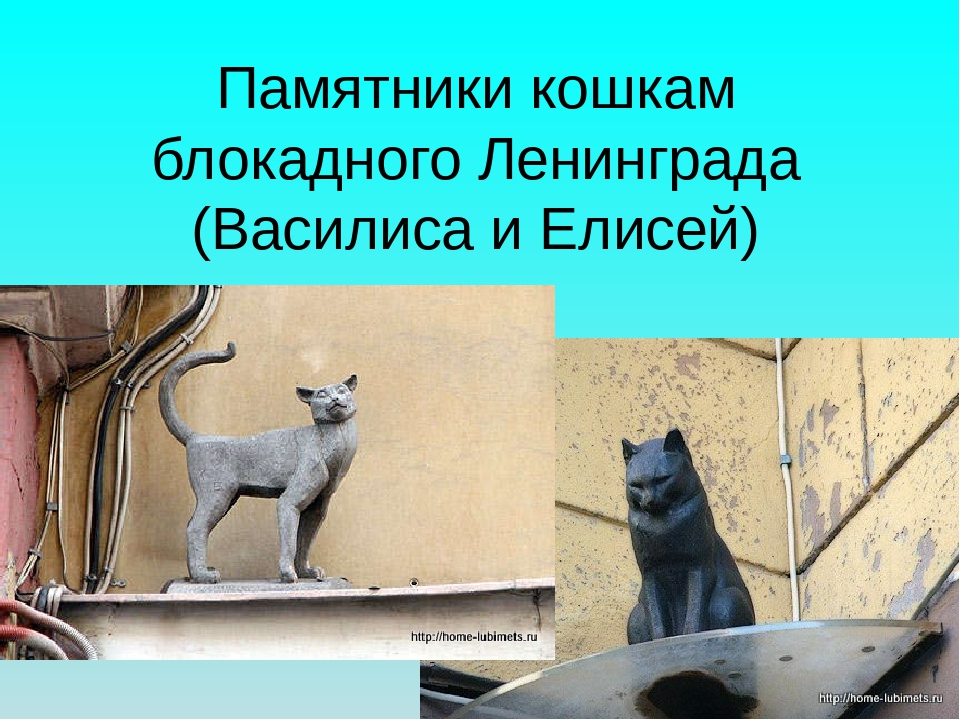 Памятники кошкам
блокадного Ленинграда
(Василиса и Елисей)
http://home-lubimets.ru
http://home-lubimets.ru